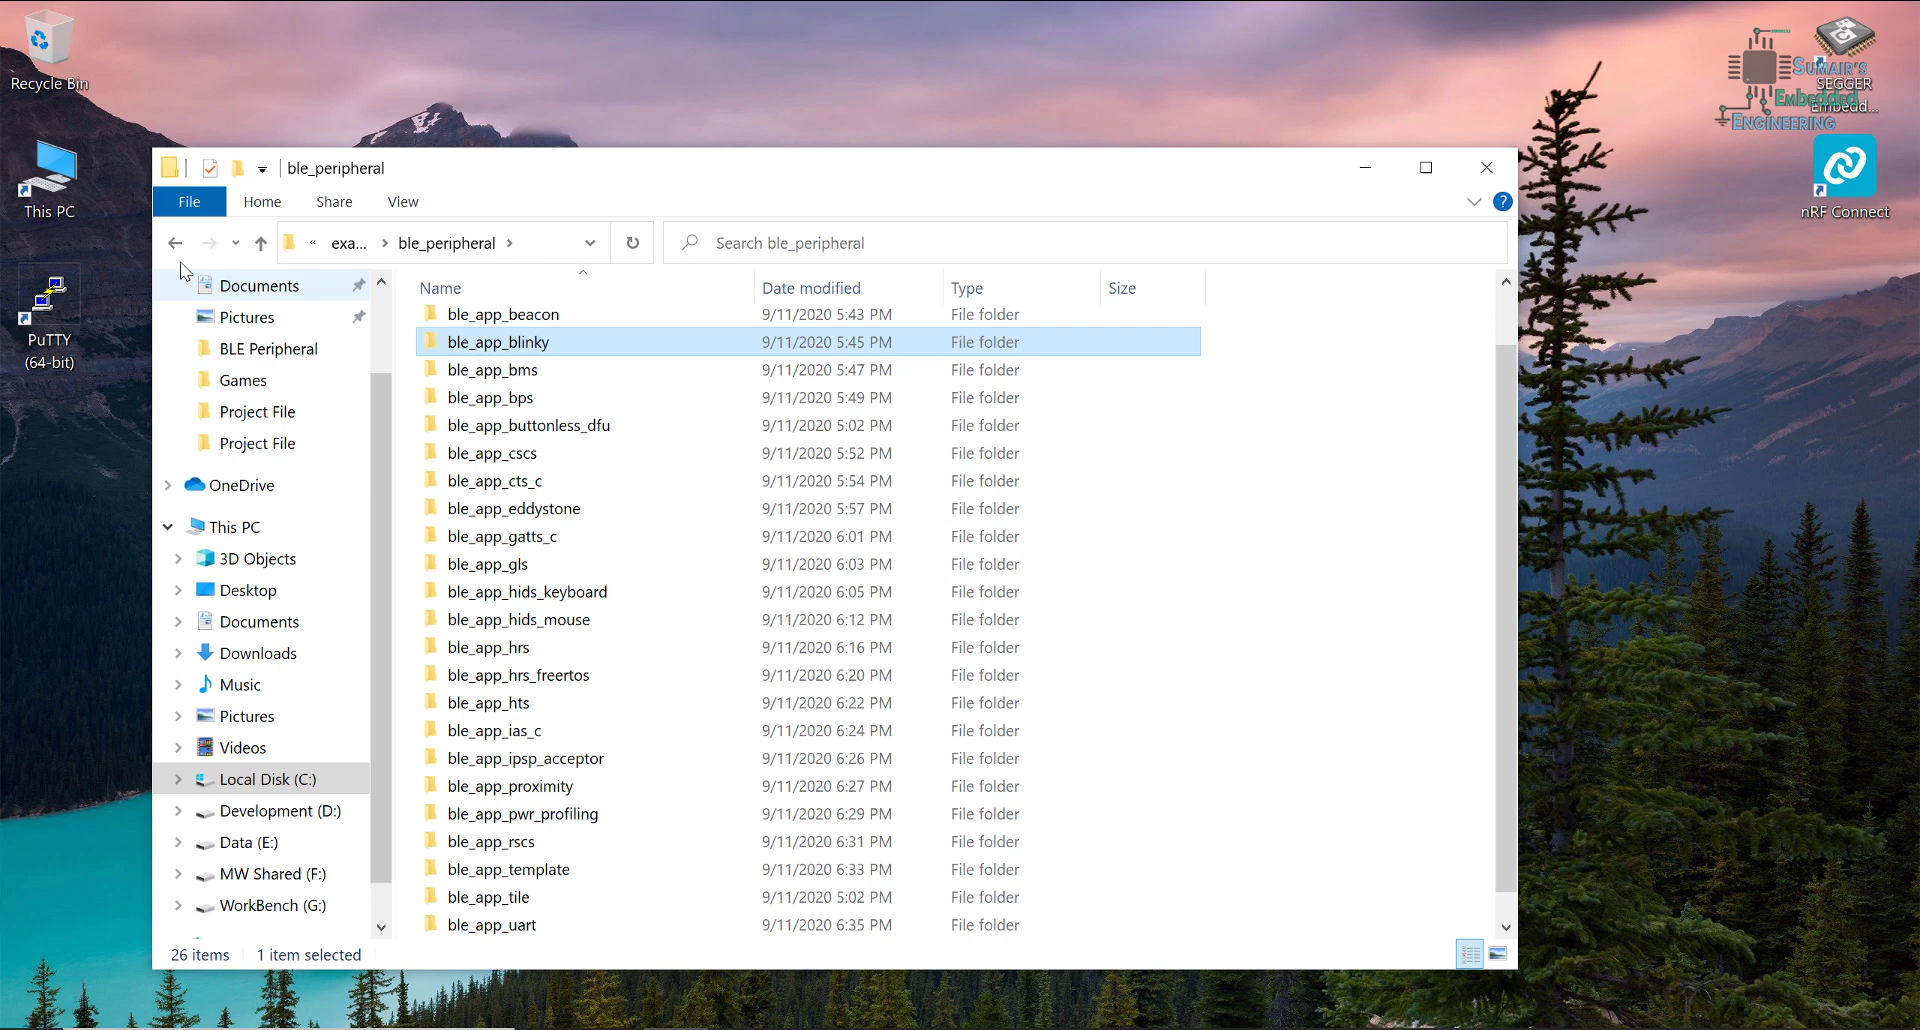 Recycle Bin
This PC
PuTTY
(64-bit)
SUMAIR'S
EMBEDDED
ENGINEERING
SEGGER
Embedd...
nRF Connect
ble_peripheral
File Home Share View
?
« exa... > ble_peripheral >
Search ble_peripheral
Documents
Pictures
BLE Peripheral
Games
Project File
Project File
OneDrive
This PC
3D Objects
Desktop
Documents
Downloads
Music
Pictures
Videos
Local Disk (C:)
Development (D:)
Data (E:)
MW Shared (F:)
WorkBench (G:)
Name Date modified Type Size
ble_app_beacon 9/11/2020 5:43 PM File folder
ble_app_blinky 9/11/2020 5:45 PM File folder
ble_app_bms 9/11/2020 5:47 PM File folder
ble_app_bps 9/11/2020 5:49 PM File folder
ble_app_buttonless_dfu 9/11/2020 5:02 PM File folder
ble_app_cscs 9/11/2020 5:52 PM File folder
ble_app_cts_c 9/11/2020 5:54 PM File folder
ble_app_eddystone 9/11/2020 5:57 PM File folder
ble_app_gatts_c 9/11/2020 6:01 PM File folder
ble_app_gls 9/11/2020 6:03 PM File folder
ble_app_hids_keyboard 9/11/2020 6:05 PM File folder
ble_app_hids_mouse 9/11/2020 6:12 PM File folder
ble_app_hrs 9/11/2020 6:16 PM File folder
ble_app_hrs_freertos 9/11/2020 6:20 PM File folder
ble_app_hts 9/11/2020 6:22 PM File folder
ble_app_ias_c 9/11/2020 6:24 PM File folder
ble_app_ipsp_acceptor 9/11/2020 6:26 PM File folder
ble_app_proximity 9/11/2020 6:27 PM File folder
ble_app_pwr_profiling 9/11/2020 6:29 PM File folder
ble_app_rscs 9/11/2020 6:31 PM File folder
ble_app_template 9/11/2020 6:33 PM File folder
ble_app_tile 9/11/2020 5:02 PM File folder
ble_app_uart 9/11/2020 6:35 PM File folder
26 items 1 item selected